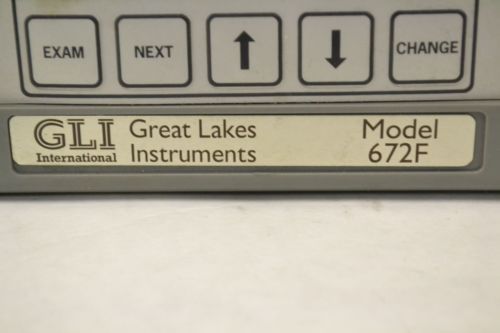 EXAM NEXT ↑ ↓ CHANGE
GLI Great Lakes Model
International Instruments 672F